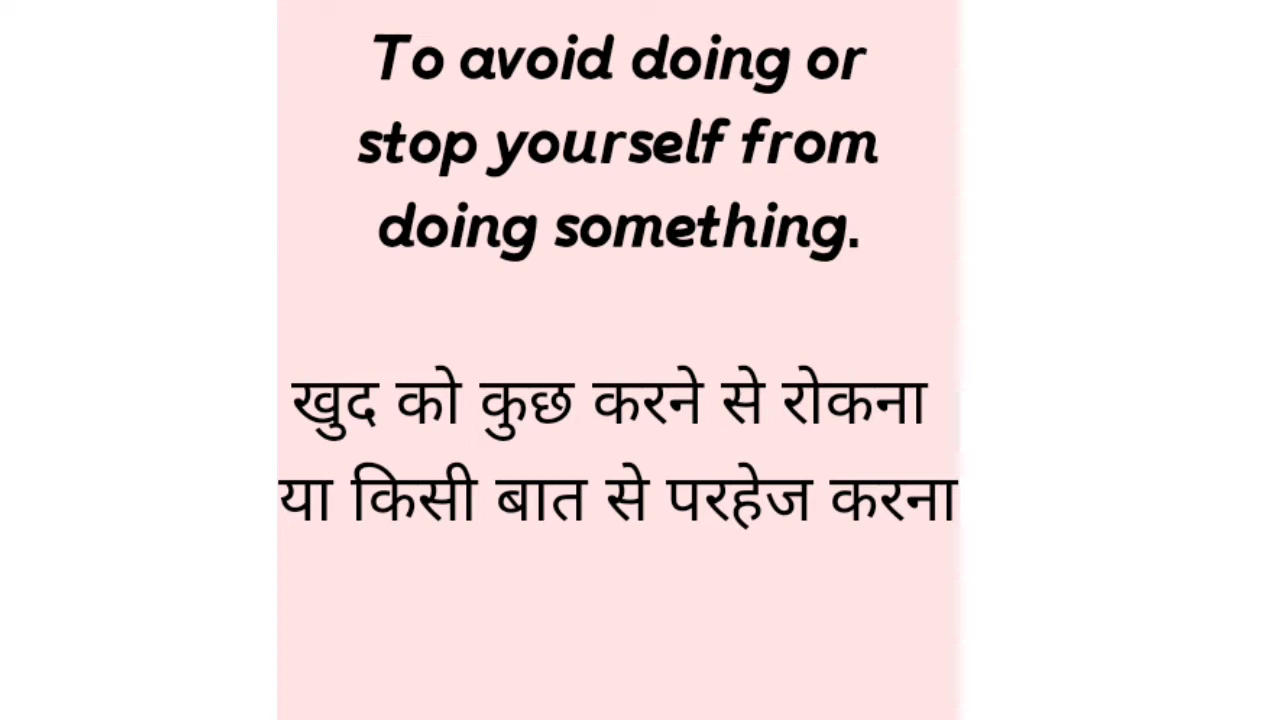 To avoid doing or
stop yourself from
doing something.
खुद को कुछ करने से रोकना
या किसी बात से परहेज करना